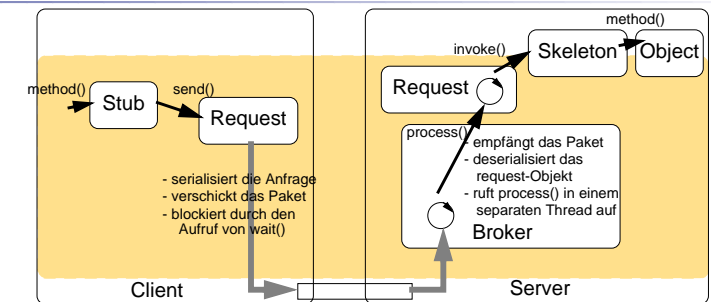 method()
Stub
send()
Request
- serialisiert die Anfrage
- verschickt das Paket
- blockiert durch den
Aufruf von wait()
Client
method()
invoke()
Skeleton
Object
Request
process()
- empfängt das Paket
- deserialisiert das
request-Objekt
- ruft process() in einem
separaten Thread auf
Broker
Server